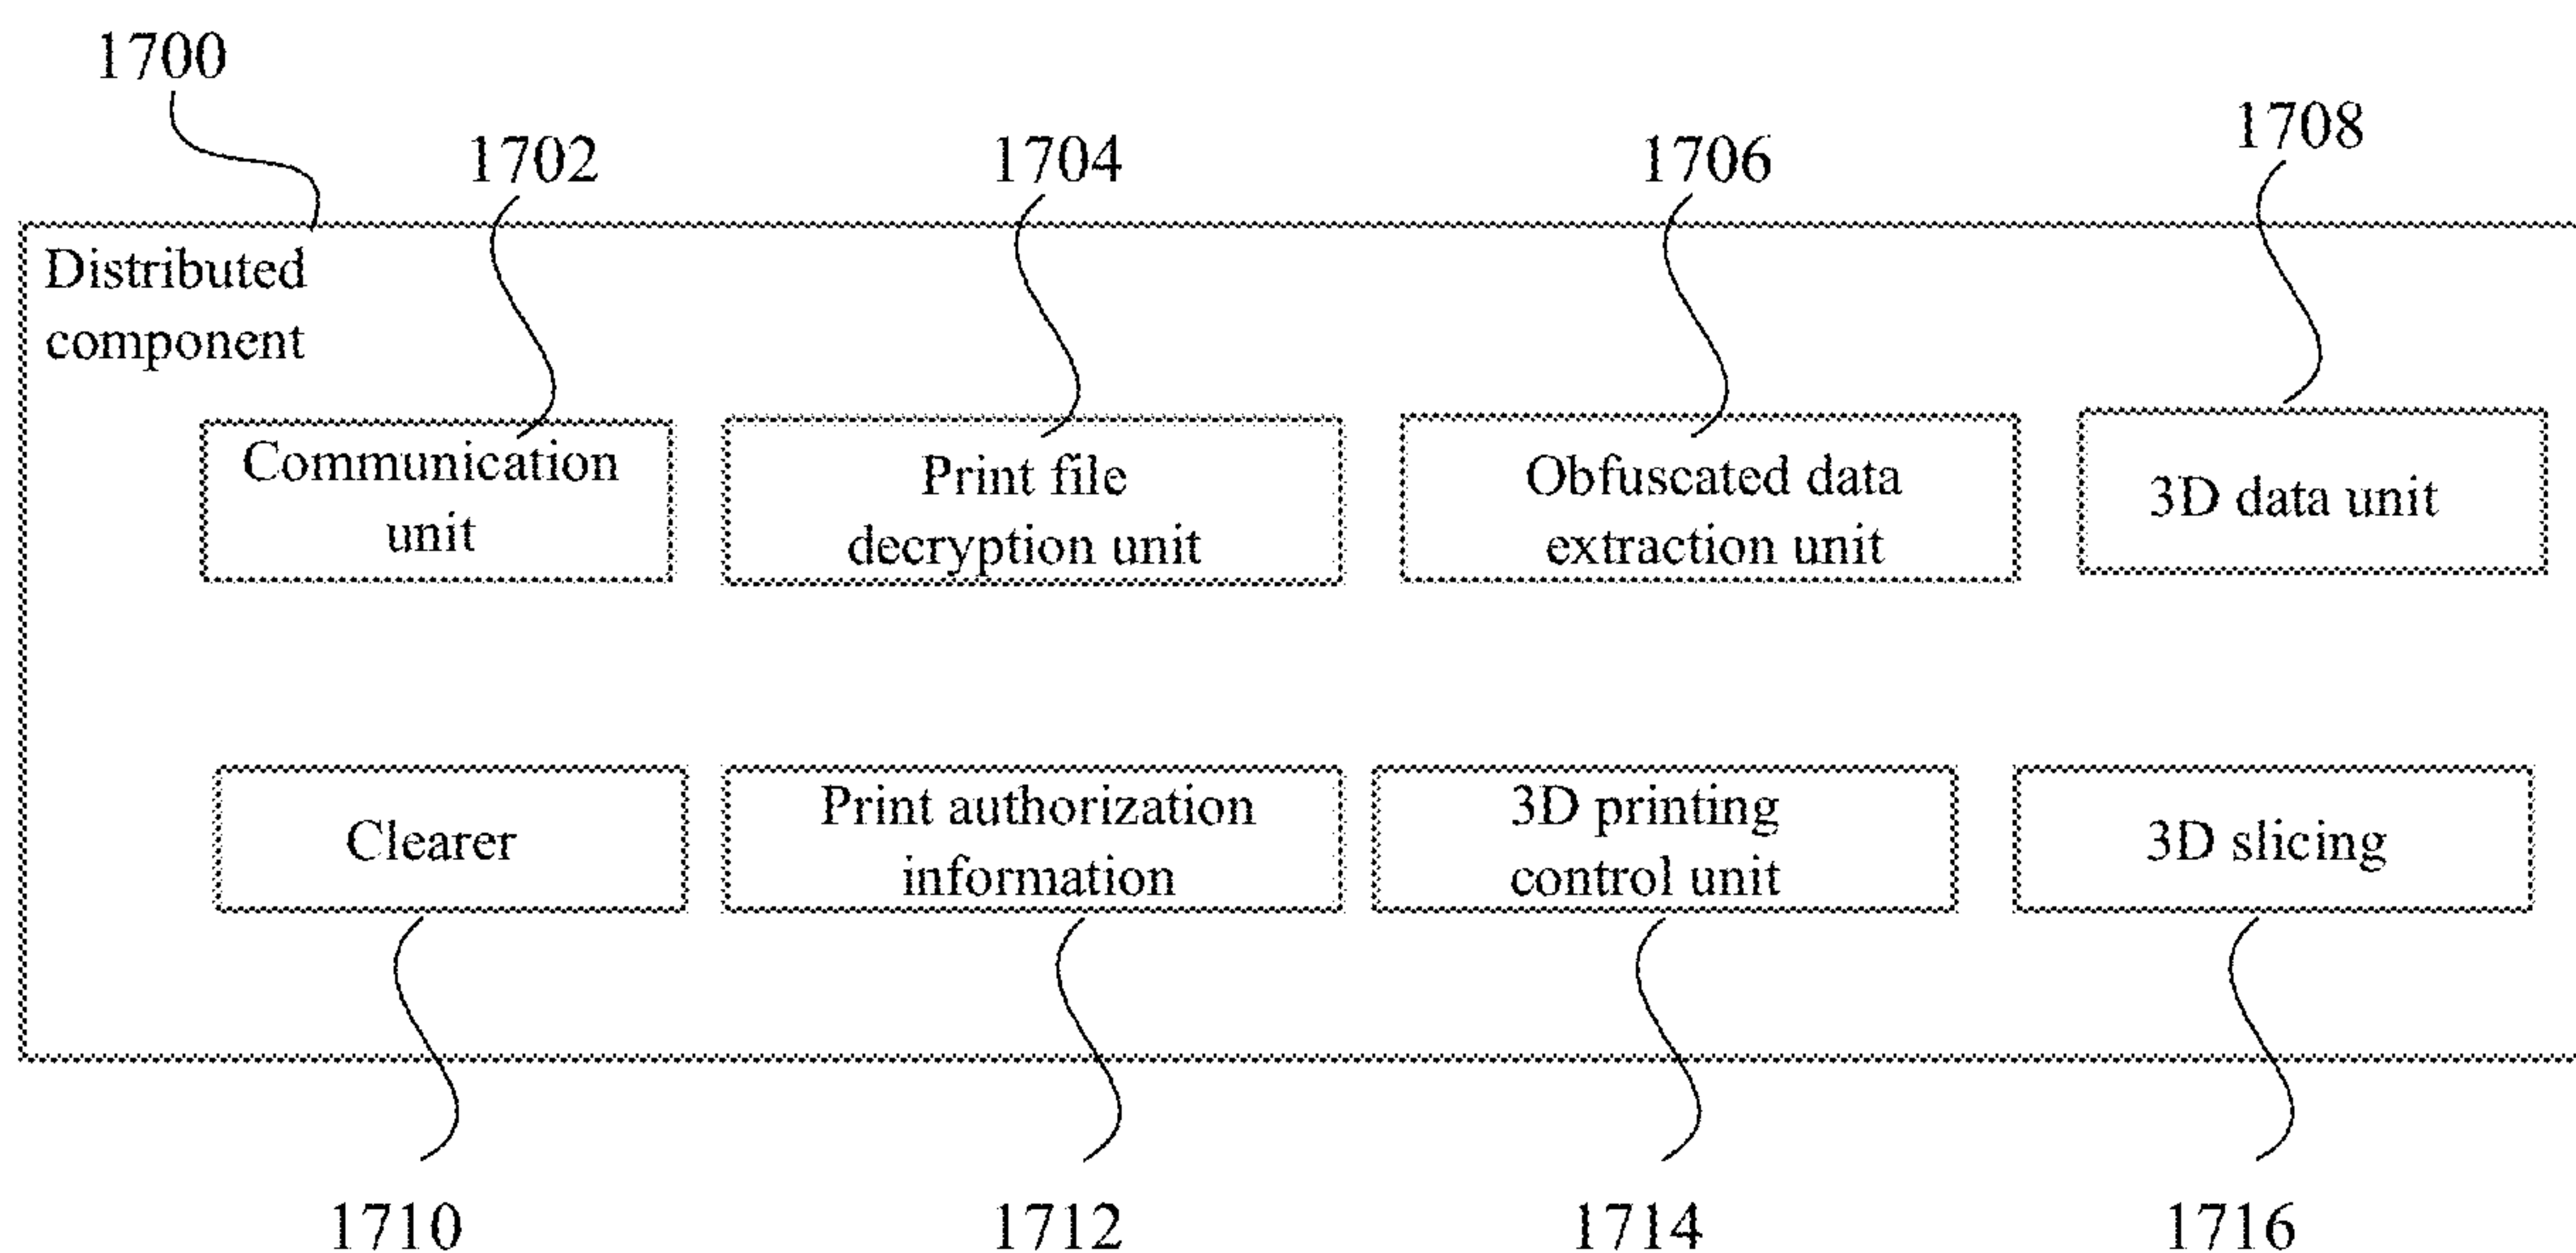 1700
1702
1704
1706
1708
Distributed
component
Communication
unit
Print file
decryption unit
Obfuscated data
extraction unit
3D data unit
Clearer
Print authorization
information
3D printing
control unit
3D slicing
1710
1712
1714
1716